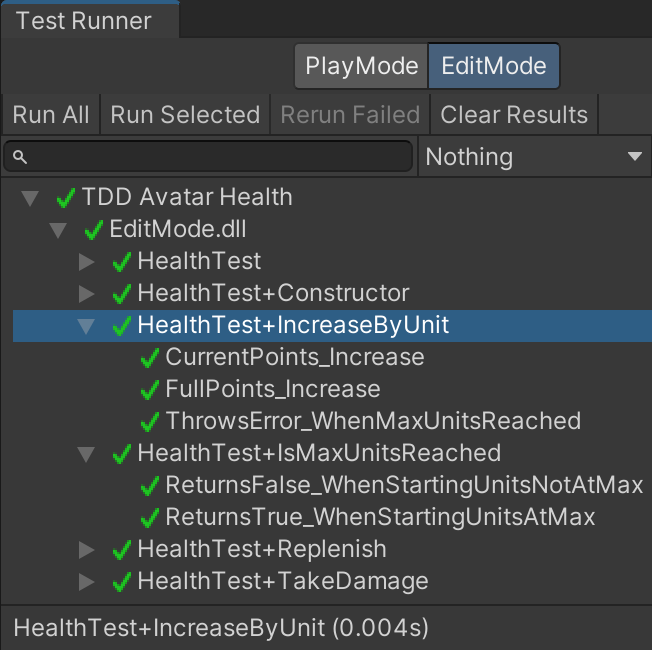 Test Runner
PlayMode EditMode
Run All Run Selected Rerun Failed Clear Results
Nothing
TDD Avatar Health
EditMode.dll
HealthTest
HealthTest+Constructor
HealthTest+IncreaseByUnit
CurrentPoints_Increase
FullPoints_Increase
ThrowsError_WhenMaxUnitsReached
HealthTest+IsMaxUnitsReached
ReturnsFalse_WhenStartingUnitsNotAtMax
ReturnsTrue_WhenStartingUnitsAtMax
HealthTest+Replenish
HealthTest+TakeDamage
HealthTest+IncreaseByUnit (0.004s)